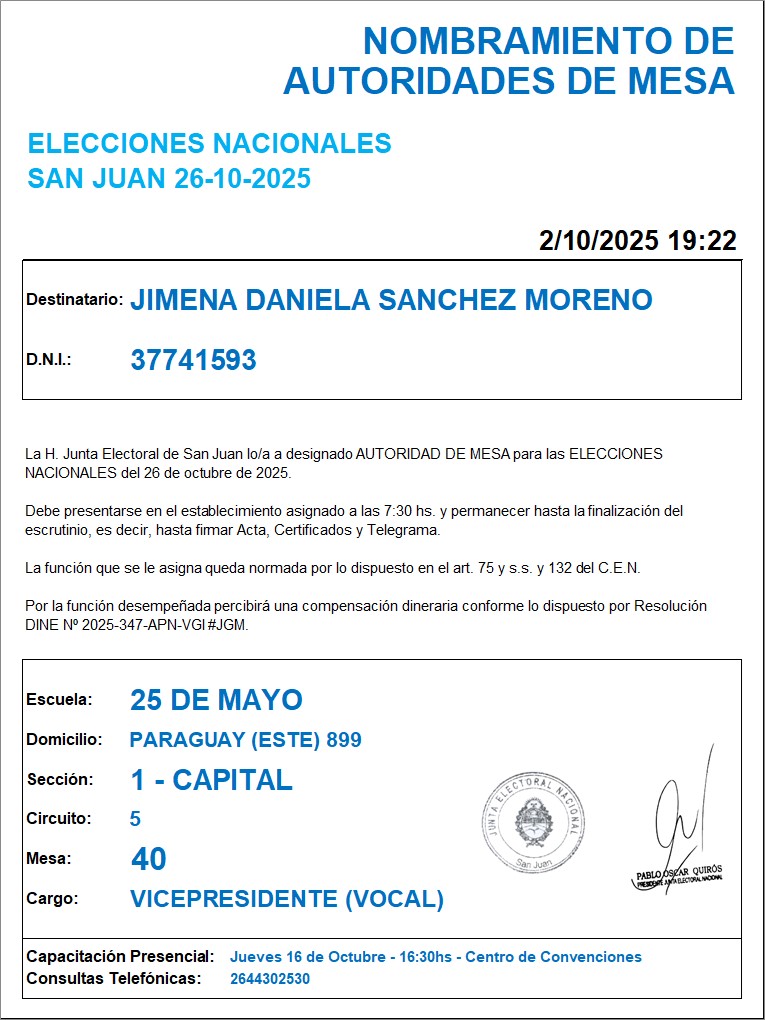 NOMBRAMIENTO DE
AUTORIDADES DE MESA
ELECCIONES NACIONALES
SAN JUAN 26-10-2025
2/10/2025 19:22
Destinatario: JIMENA DANIELA SANCHEZ MORENO
D.N.I.: 37741593
La H. Junta Electoral de San Juan lo/a a designado AUTORIDAD DE MESA para las ELECCIONES
NACIONALES del 26 de octubre de 2025.
Debe presentarse en el establecimiento asignado a las 7:30 hs. y permanecer hasta la finalización del
escrutinio, es decir, hasta firmar Acta, Certificados y Telegrama.
La función que se le asigna queda normada por lo dispuesto en el art. 75 y s.s. y 132 del C.E.N.
Por la función desempeñada percibirá una compensación dineraria conforme lo dispuesto por Resolución
DINE Nº 2025-347-APN-VGI#JGM.
Escuela: 25 DE MAYO
Domicilio: PARAGUAY (ESTE) 899
Sección: 1 - CAPITAL
Circuito: 5
Mesa: 40
Cargo: VICEPRESIDENTE (VOCAL)
JUNTA ELECTORAL NACIONAL
San Juan
PABLO OSCAR QUIRÓS
PRESIDENTE JUNTA ELECTORAL NACIONAL
Capacitación Presencial: Jueves 16 de Octubre - 16:30hs - Centro de Convenciones
Consultas Telefónicas: 2644302530